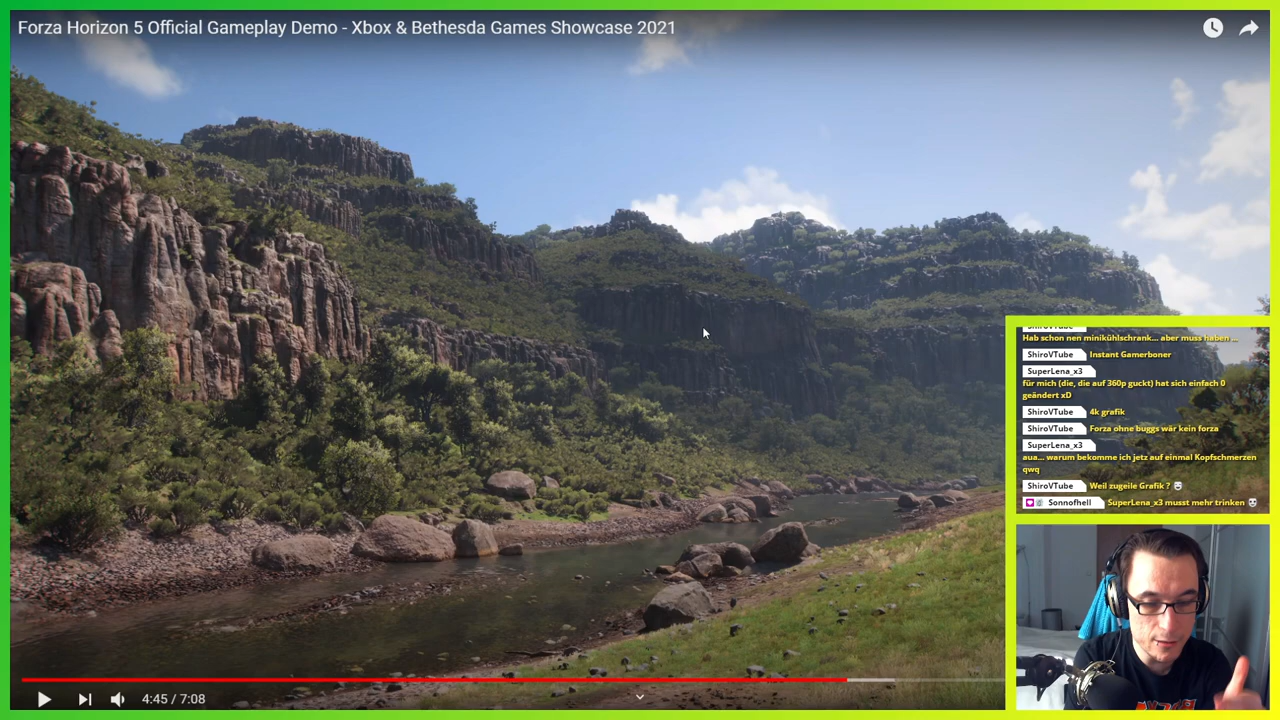 Forza Horizon 5 Official Gameplay Demo - Xbox & Bethesda Games Showcase 2021
ShiroVTube
Hab schon nen minikühlschrank... aber muss haben ...
ShiroVTube Instant Gamerboner
SuperLena_x3
für mich (die, die auf 360p guckt) hat sich einfach 0
geändert xD
ShiroVTube 4k grafik
ShiroVTube Forza ohne buggs wär kein forza
SuperLena_x3
aua... warum bekomme ich jetz auf einmal Kopfschmerzen
qwq
ShiroVTube Weil zugeile Grafik ?
Sonnofhell SuperLena_x3 musst mehr trinken
4:45 / 7:08